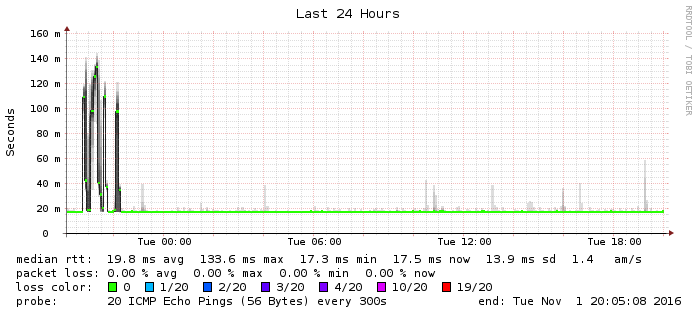 Last 24 Hours
RRDTOOL / TOBI OETIKER
Seconds
160 m
140 m
120 m
100 m
80 m
60 m
40 m
20 m
0
Tue 00:00 Tue 06:00 Tue 12:00 Tue 18:00
median rtt: 19.8 ms avg 133.6 ms max 17.3 ms min 17.5 ms now 13.9 ms sd 1.4 am/s
packet loss: 0.00 % avg 0.00 % max 0.00 % min 0.00 % now
loss color: 0 1/20 2/20 3/20 4/20 10/20 19/20
probe: 20 ICMP Echo Pings (56 Bytes) every 300s end: Tue Nov 1 20:05:08 2016